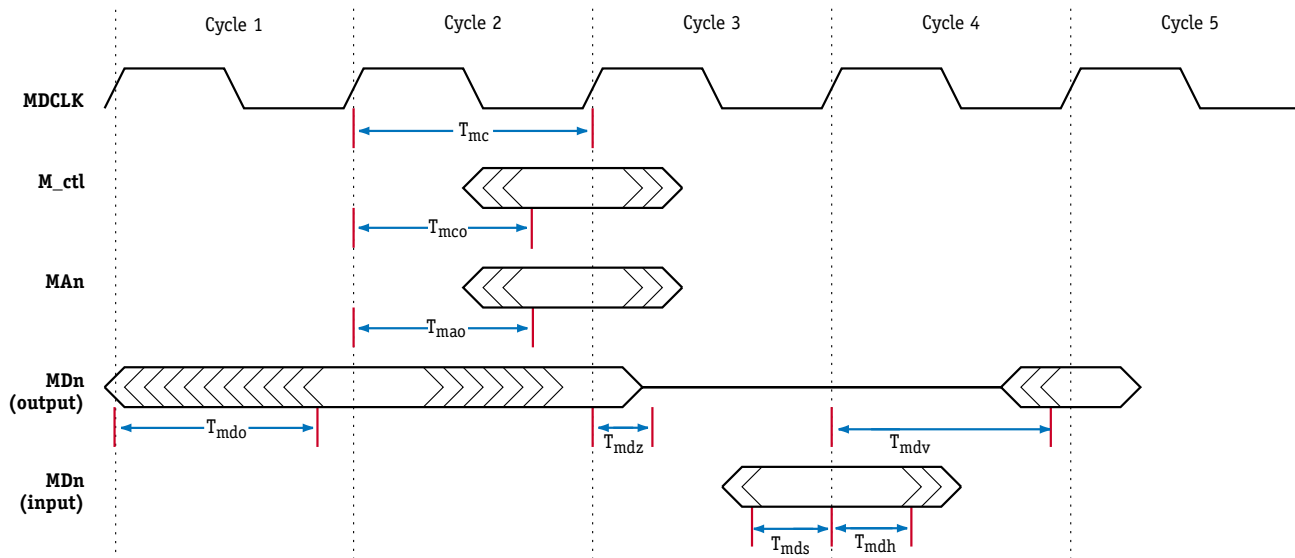 Cycle 1
Cycle 2
Cycle 3
Cycle 4
Cycle 5
MDCLK
Tmc
M_ctl
Tmco
MAn
Tmao
MDn
(output)
Tmdo
Tmdz
Tmdv
MDn
(input)
Tmds
Tmdh